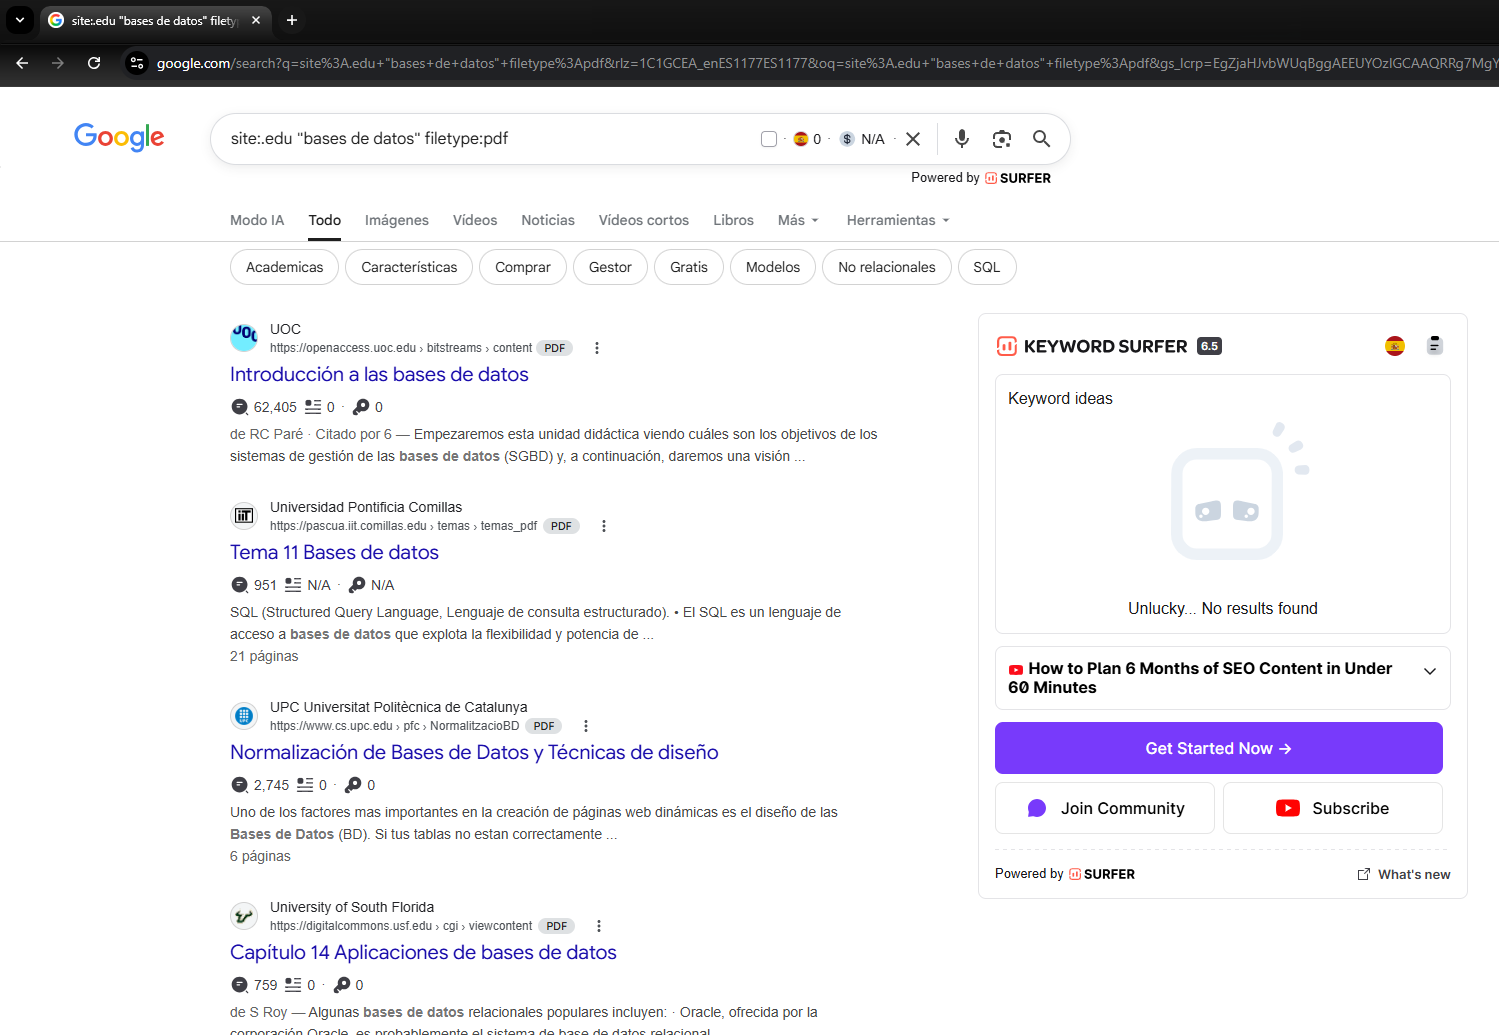 site:.edu "bases de datos" filety
google.com/search?q=site%3A.edu+"bases+de+datos"+filetype%3Apdf&rlz=1C1GCEA_enES1177ES1177&oq=site%3A.edu+"bases+de+datos"+filetype%3Apdf&gs_lcrp=EgZjaHJvbWUqBggAEEUYOzIGCAAQRRg7MgY
Google
site:.edu "bases de datos" filetype:pdf
0 · N/A ·
Powered by SURFER
Modo IA Todo Imágenes Vídeos Noticias Vídeos cortos Libros Más Herramientas
Academicas Características Comprar Gestor Gratis Modelos No relacionales SQL
UOC
https://openaccess.uoc.edu › bitstreams › content PDF
Introducción a las bases de datos
62,405 0 · 0
de RC Paré · Citado por 6 — Empezaremos esta unidad didáctica viendo cuáles son los objetivos de los
sistemas de gestión de las bases de datos (SGBD) y, a continuación, daremos una visión ...
Universidad Pontificia Comillas
https://pascua.iit.comillas.edu › temas › temas_pdf PDF
Tema 11 Bases de datos
951 N/A · N/A
SQL (Structured Query Language, Lenguaje de consulta estructurado). • El SQL es un lenguaje de
acceso a bases de datos que explota la flexibilidad y potencia de ...
21 páginas
UPC Universitat Politècnica de Catalunya
https://www.cs.upc.edu › pfc › NormalitzacioBD PDF
Normalización de Bases de Datos y Técnicas de diseño
2,745 0 · 0
Uno de los factores mas importantes en la creación de páginas web dinámicas es el diseño de las
Bases de Datos (BD). Si tus tablas no estan correctamente ...
6 páginas
University of South Florida
https://digitalcommons.usf.edu › cgi › viewcontent PDF
Capítulo 14 Aplicaciones de bases de datos
759 0 · 0
de S Roy — Algunas bases de datos relacionales populares incluyen: · Oracle, ofrecida por la
corporación Oracle, es probablemente el sistema de base de datos relacional
KEYWORD SURFER 6.5
Keyword ideas
Unlucky... No results found
How to Plan 6 Months of SEO Content in Under
60 Minutes
Get Started Now →
Join Community Subscribe
Powered by SURFER What's new